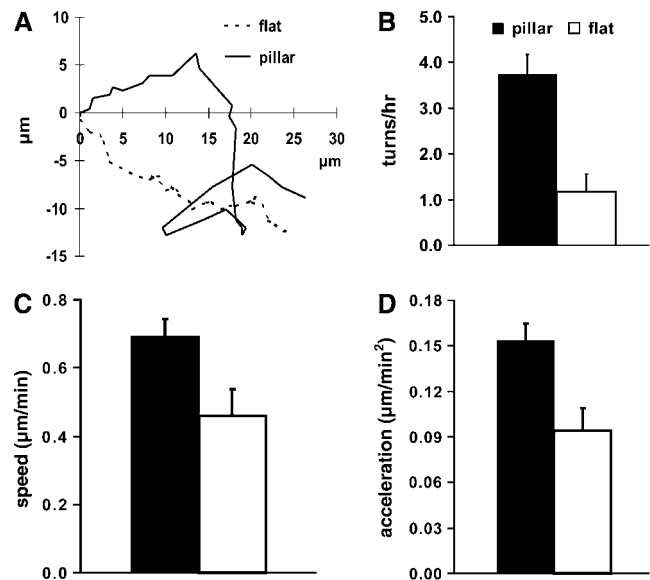 A
10
5
0
-5
-10
-15
µm
0 5 10 15 20 25 30
µm
flat
pillar
B
5.0
4.0
3.0
2.0
1.0
0.0
turns/hr
pillar flat
C
0.8
0.6
0.4
0.2
0.0
speed (µm/min)
D
0.18
0.15
0.12
0.09
0.06
0.03
0.00
acceleration (µm/min²)